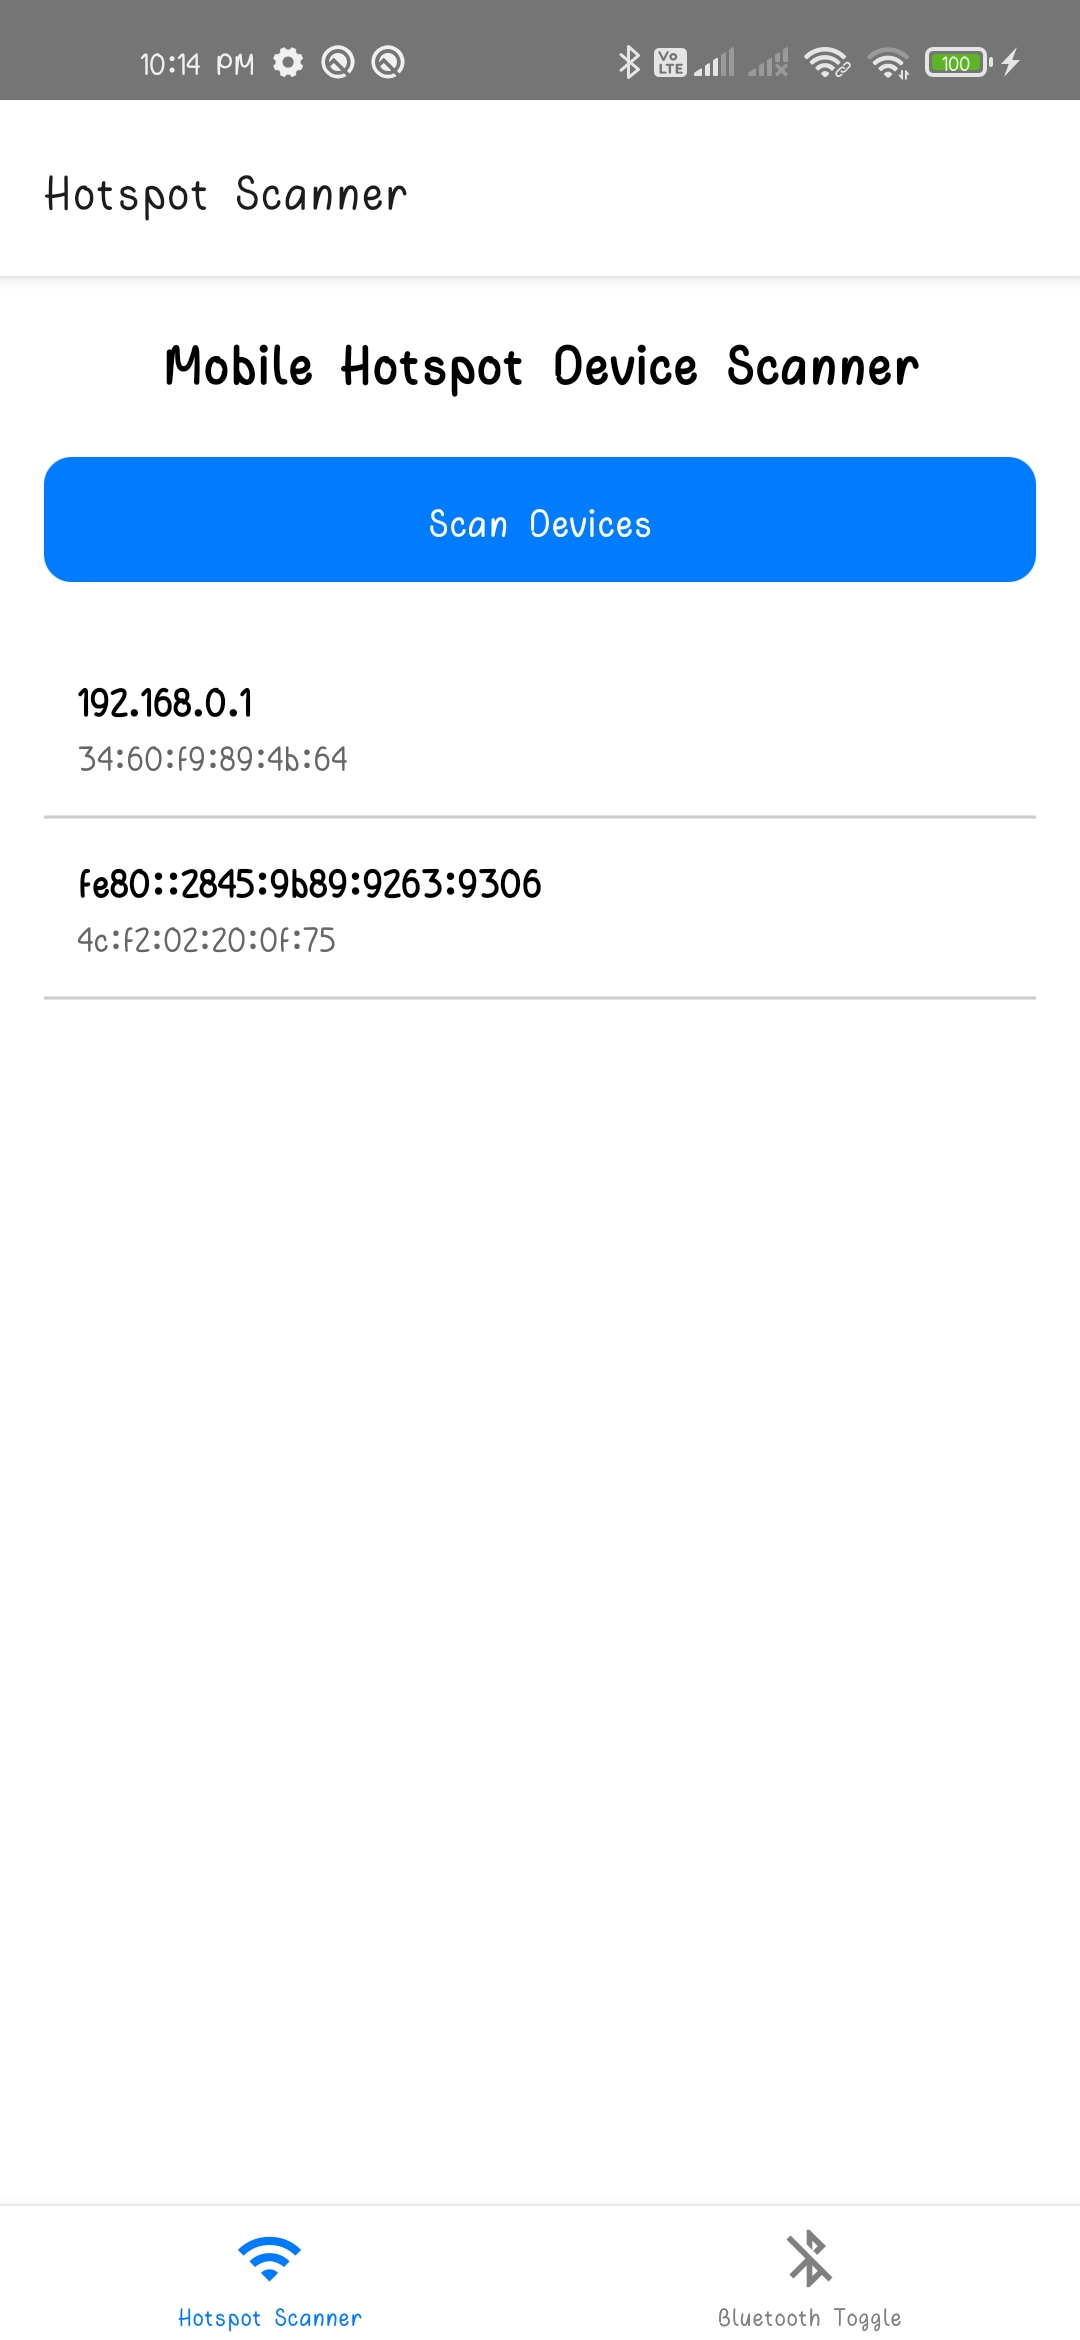 10:14 PM
Vo LTE
100
Hotspot Scanner
Mobile Hotspot Device Scanner
Scan Devices
192.168.0.1
34:60:f9:89:4b:64
fe80::2845:9b89:9263:9306
4c:f2:02:20:0f:75
Hotspot Scanner
Bluetooth Toggle